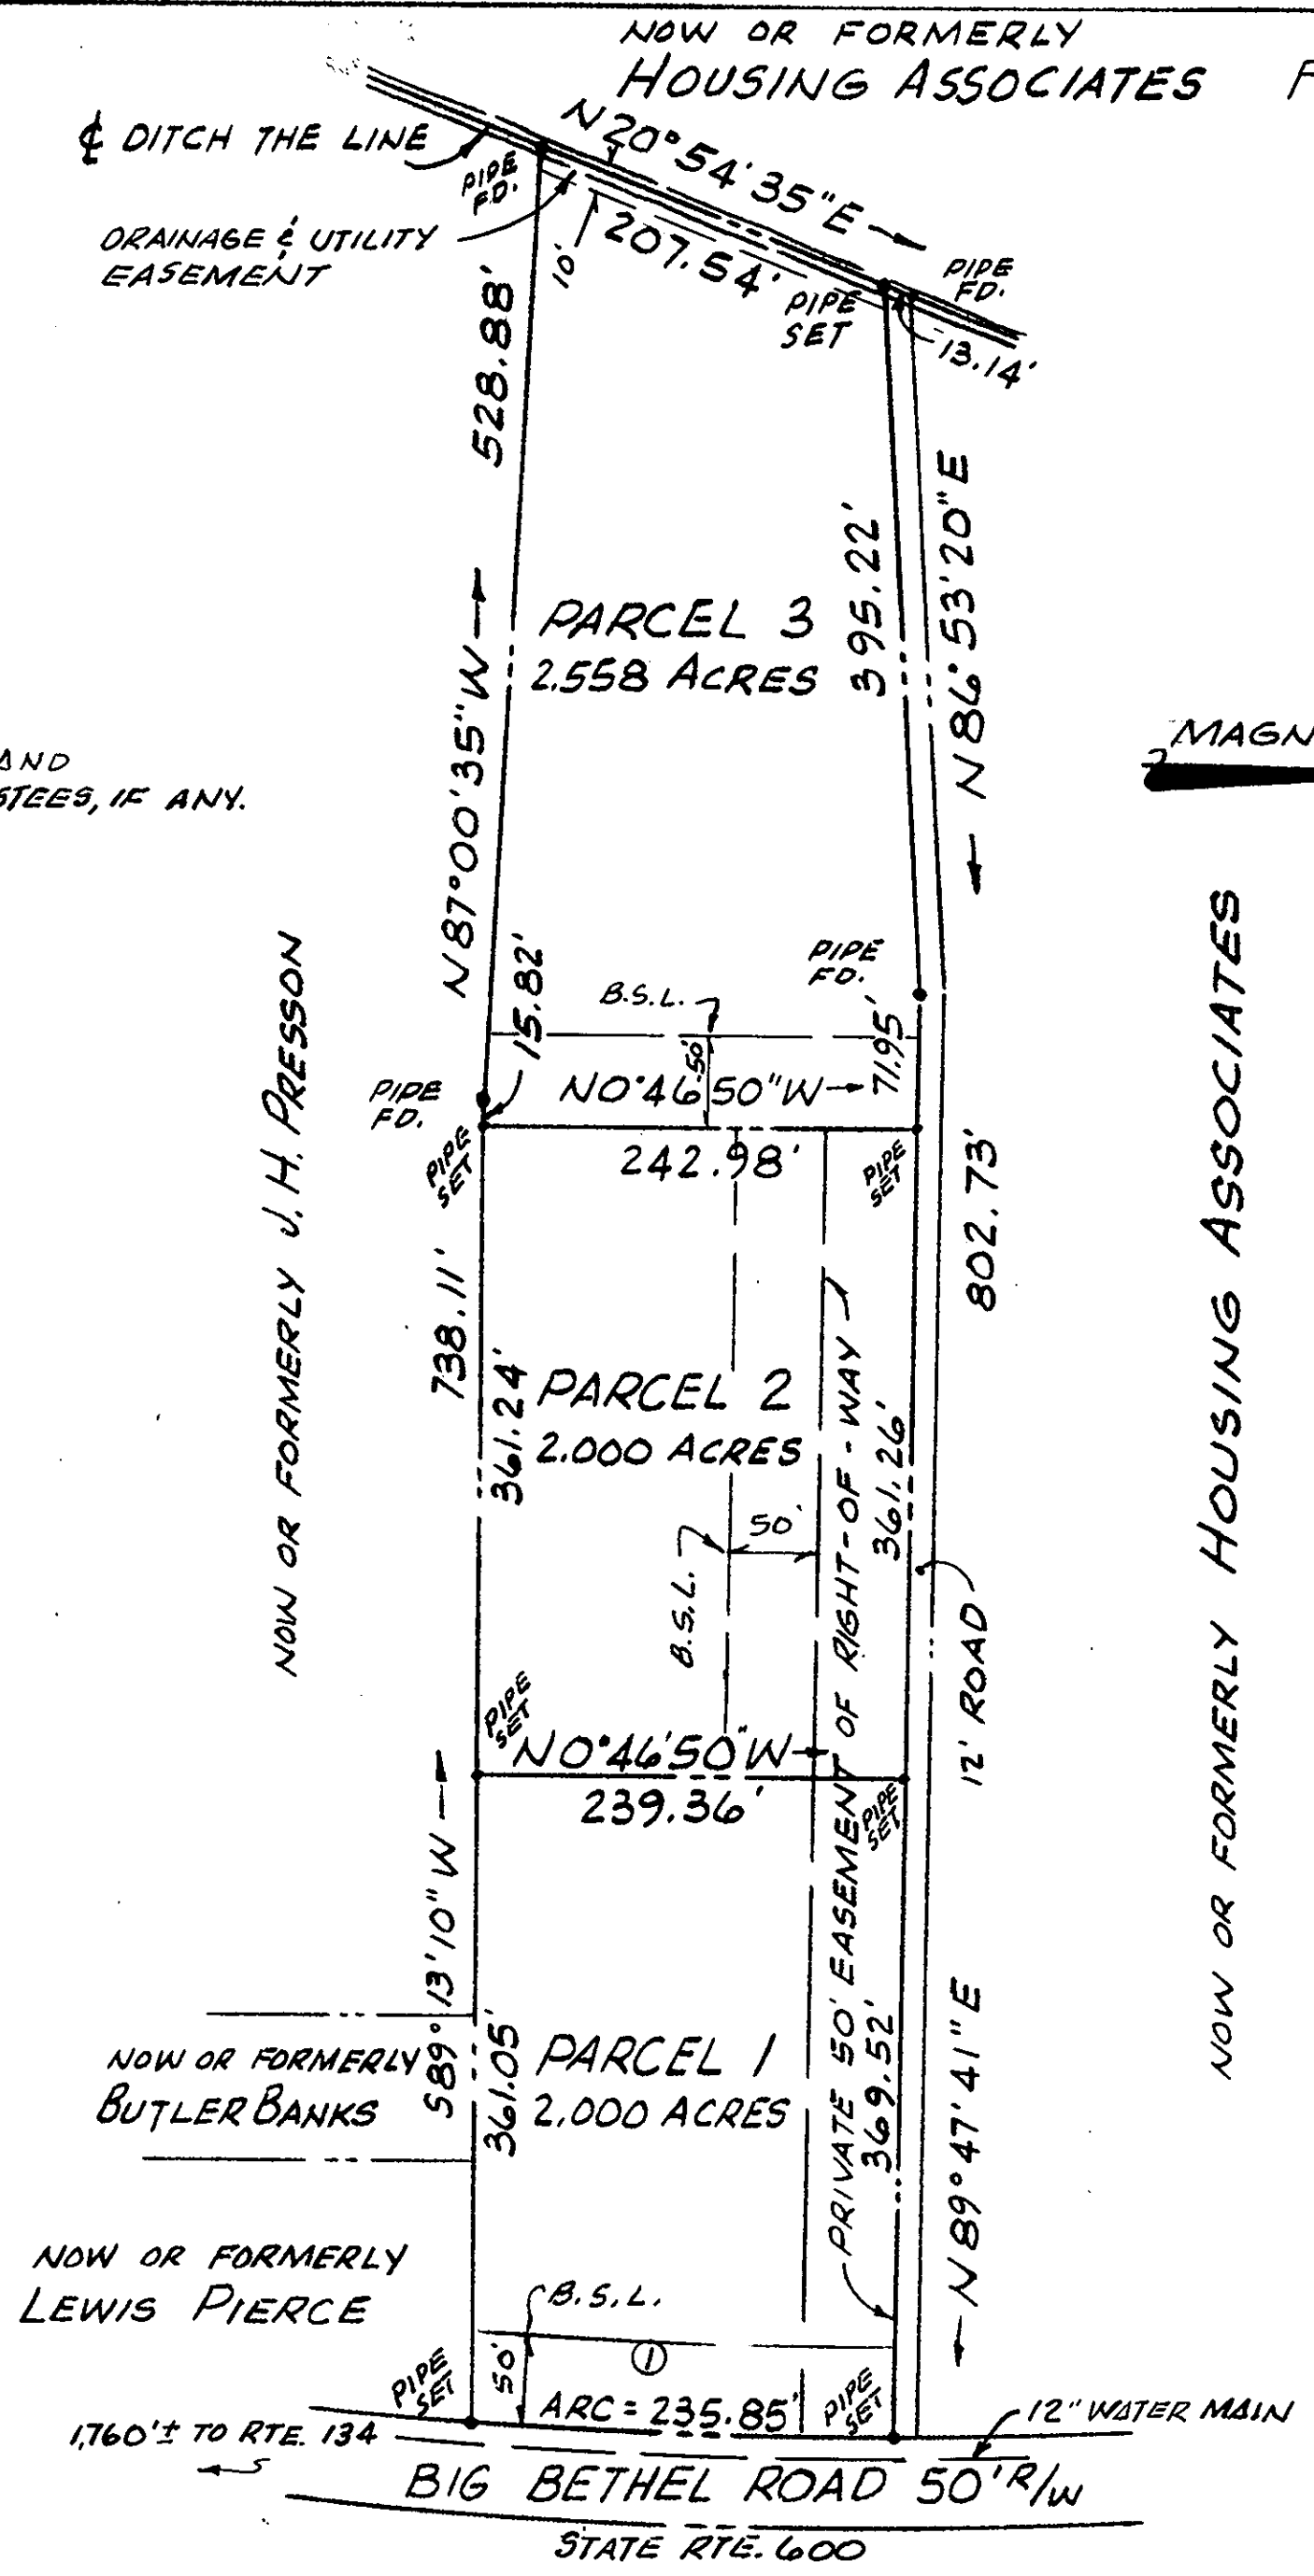 NOW OR FORMERLY
HOUSING ASSOCIATES
F
℄ DITCH THE LINE
PIPE
FD.
N20°54'35"E
DRAINAGE & UTILITY
EASEMENT
10'
207.54'
PIPE
SET
PIPE
FD.
13.14'
528.88'
N87°00'35"W
PARCEL 3
2.558 ACRES
395.22'
N86°53'20"E
AND
STEES, IF ANY.
MAGN
15.82'
B.S.L.
50'
PIPE
FD.
71.95'
PIPE
FD.
N0°46'50"W
PIPE
SET
242.98'
PIPE
SET
NOW OR FORMERLY J. H. PRESSON
738.11'
361.24'
PARCEL 2
2.000 ACRES
361.26'
802.73'
B.S.L.
50'
PRIVATE 50' EASEMENT OF RIGHT-OF-WAY
12' ROAD
NOW OR FORMERLY HOUSING ASSOCIATES
PIPE
SET
N0°46'50"W
239.36'
PIPE
SET
S89°13'10"W
361.05'
PARCEL 1
2.000 ACRES
369.52'
N89°47'41"E
NOW OR FORMERLY
BUTLER BANKS
NOW OR FORMERLY
LEWIS PIERCE
B.S.L.
50'
1
PIPE
SET
ARC = 235.85'
PIPE
SET
1,760'± TO RTE. 134
12" WATER MAIN
BIG BETHEL ROAD 50' R/W
STATE RTE. 600